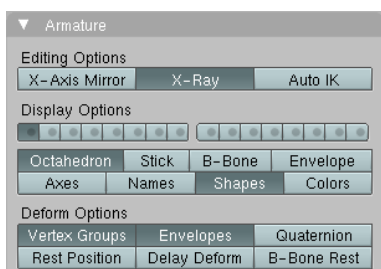 Armature
Editing Options
X-Axis Mirror X-Ray Auto IK
Display Options
Octahedron Stick B-Bone Envelope
Axes Names Shapes Colors
Deform Options
Vertex Groups Envelopes Quaternion
Rest Position Delay Deform B-Bone Rest